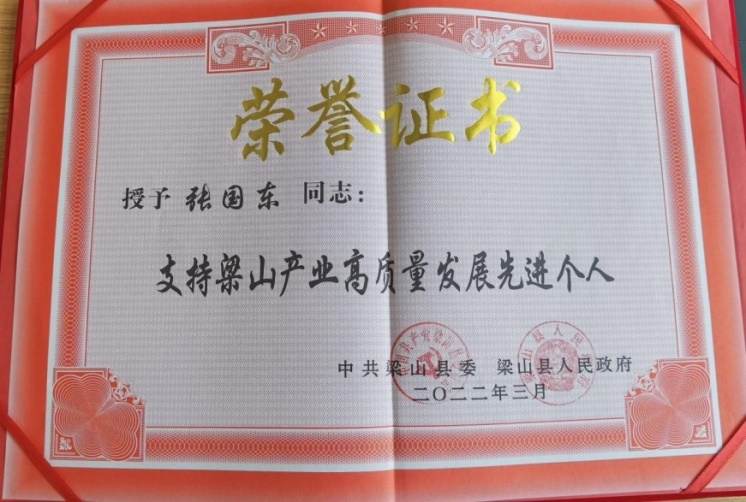 荣誉证书
授予 张国东 同志：
支持梁山产业高质量发展先进个人
中共梁山县委 梁山县人民政府
二〇二二年三月